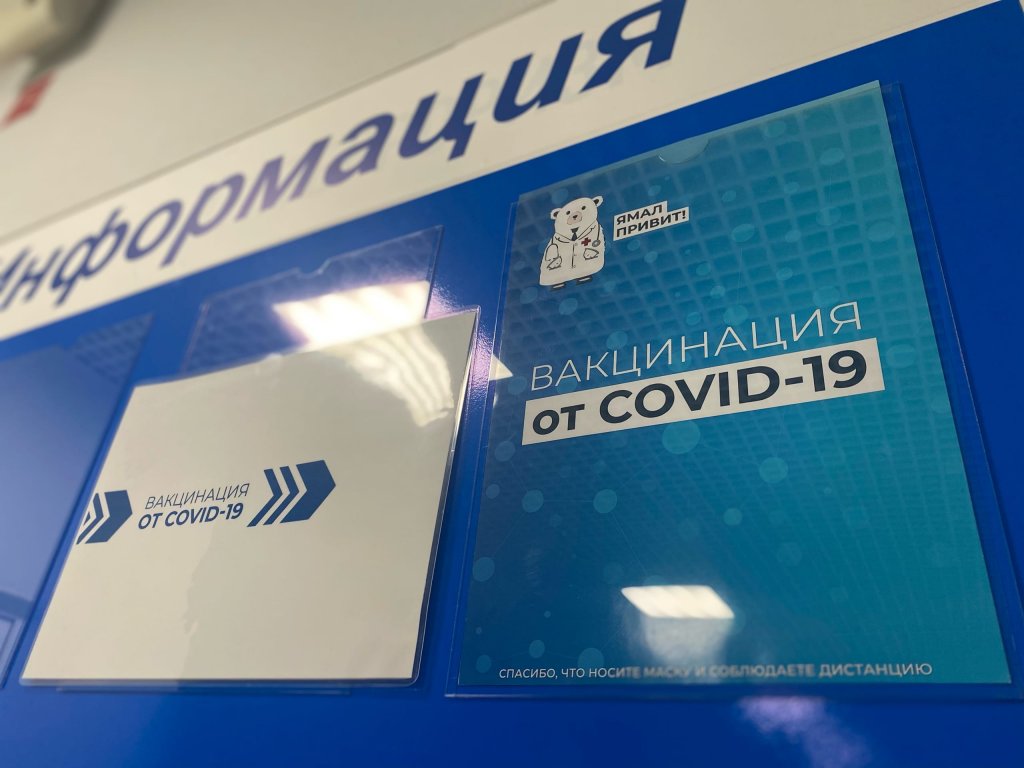 Информация
ВАКЦИНАЦИЯ
ОТ COVID-19
ЯМАЛ
ПРИВИТ!
ВАКЦИНАЦИЯ
ОТ COVID-19
СПАСИБО, ЧТО НОСИТЕ МАСКУ И СОБЛЮДАЕТЕ ДИСТАНЦИЮ